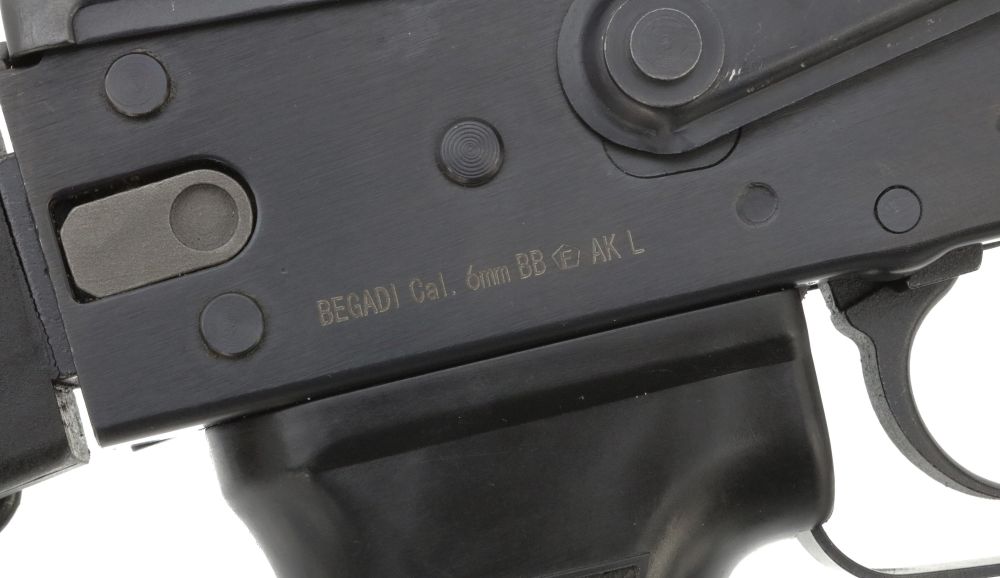 BEGADI Cal. 6mm BB F AK L